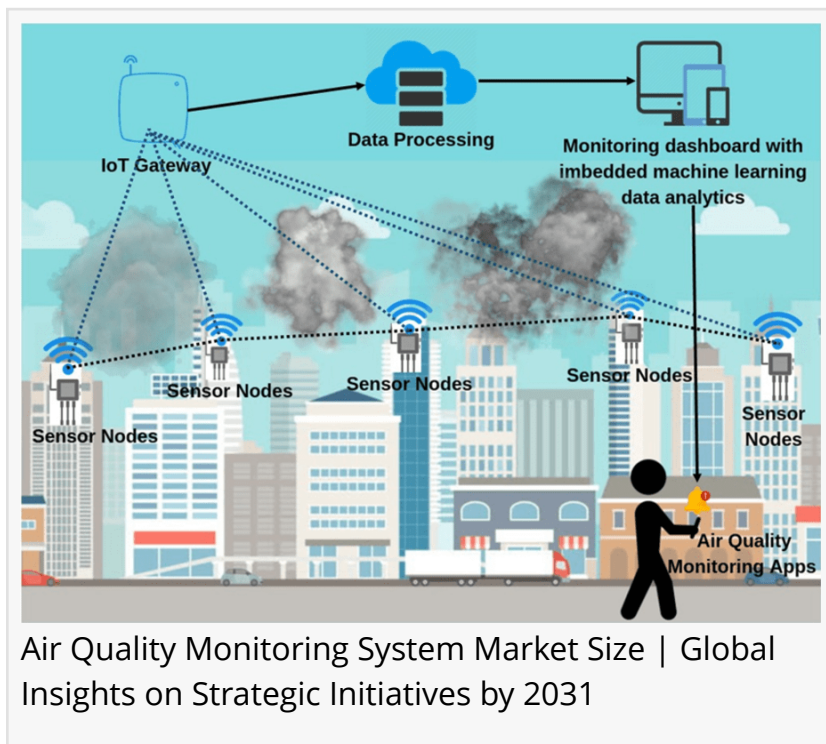 IoT Gateway
Data Processing
Monitoring dashboard with
imbedded machine learning
data analytics
Sensor Nodes
Sensor Nodes
Sensor Nodes
Sensor Nodes
Sensor
Nodes
Air Quality
Monitoring Apps
Air Quality Monitoring System Market Size | Global
Insights on Strategic Initiatives by 2031